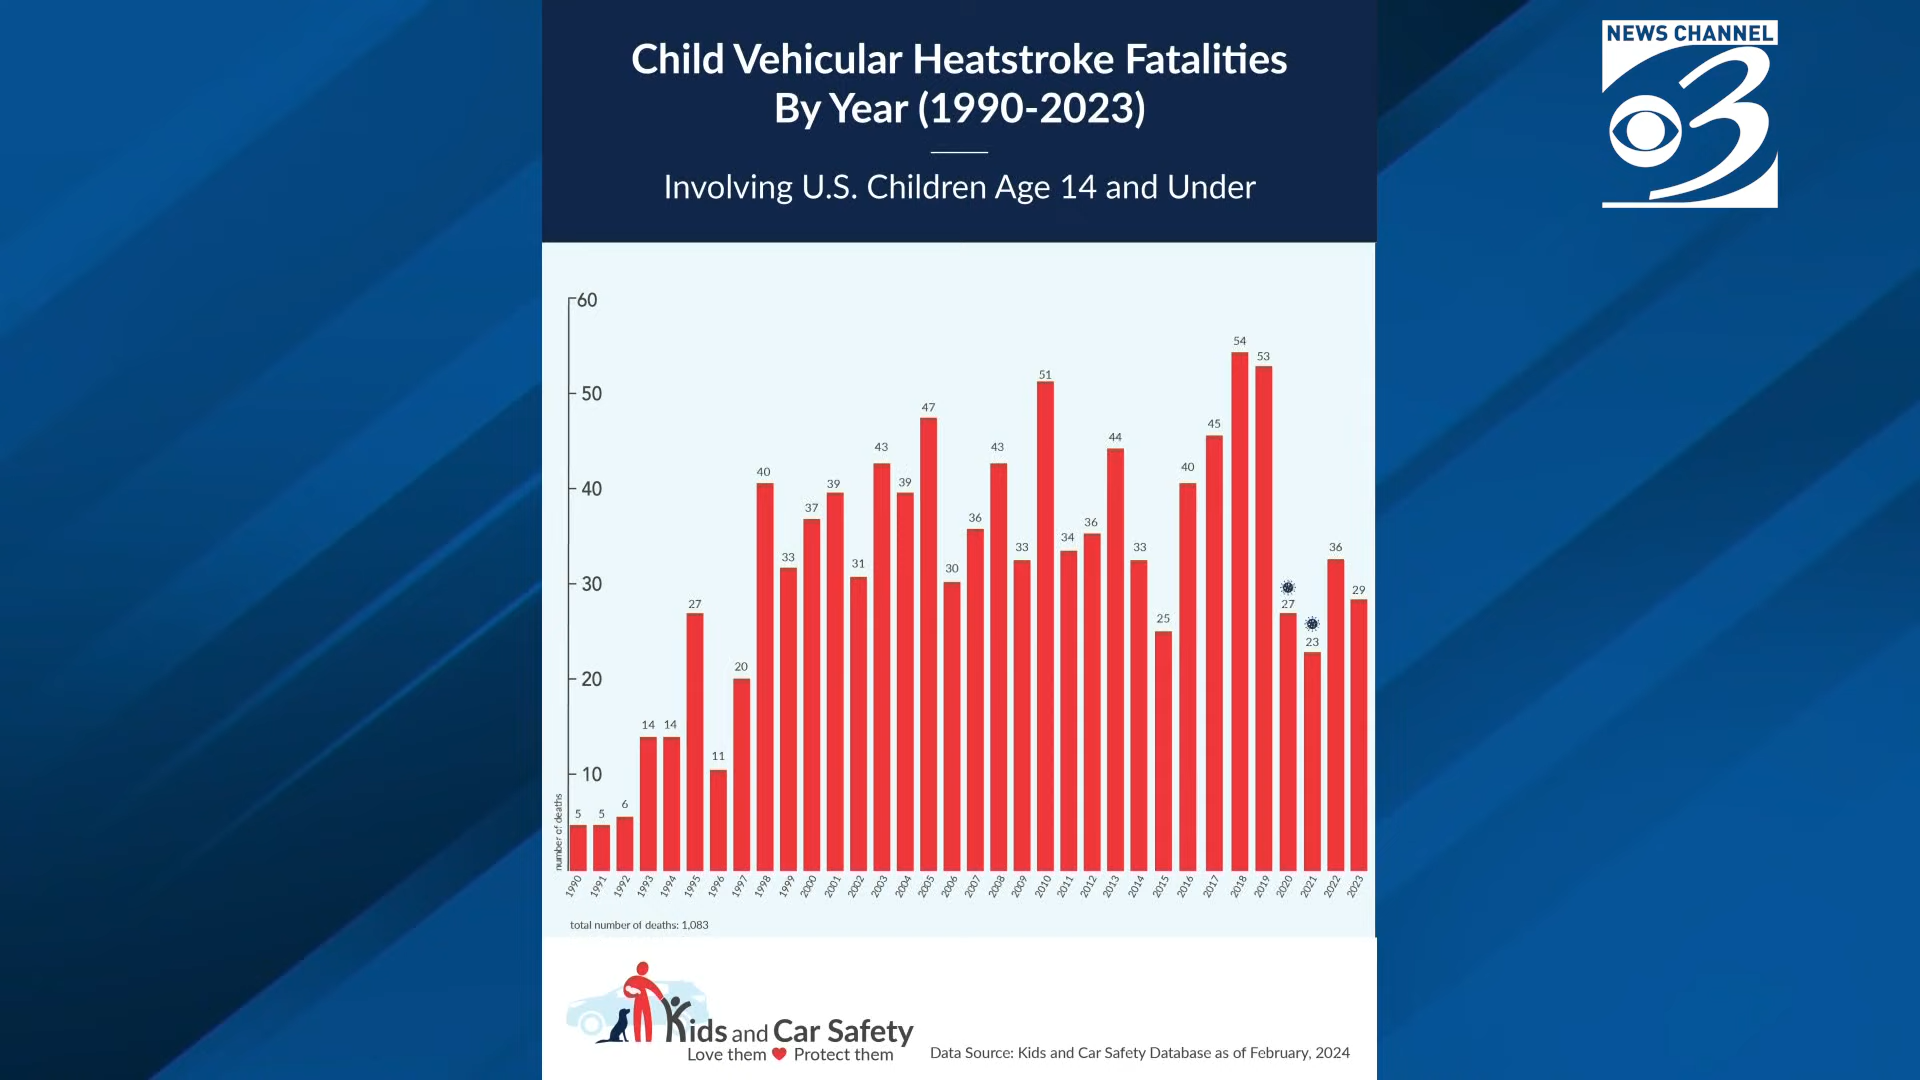 Child Vehicular Heatstroke Fatalities
By Year (1990-2023)
Involving U.S. Children Age 14 and Under
NEWS CHANNEL
3
60
50
40
30
20
10
number of deaths
5 5 6 14 14 27 11 20 40 33 37 39 31 43 39 47 30 36 43 33 51 34 36 44 33 25 40 45 54 53 27 23 36 29
1990 1991 1992 1993 1994 1995 1996 1997 1998 1999 2000 2001 2002 2003 2004 2005 2006 2007 2008 2009 2010 2011 2012 2013 2014 2015 2016 2017 2018 2019 2020 2021 2022 2023
total number of deaths: 1,083
Kids and Car Safety
Love them Protect them
Data Source: Kids and Car Safety Database as of February, 2024